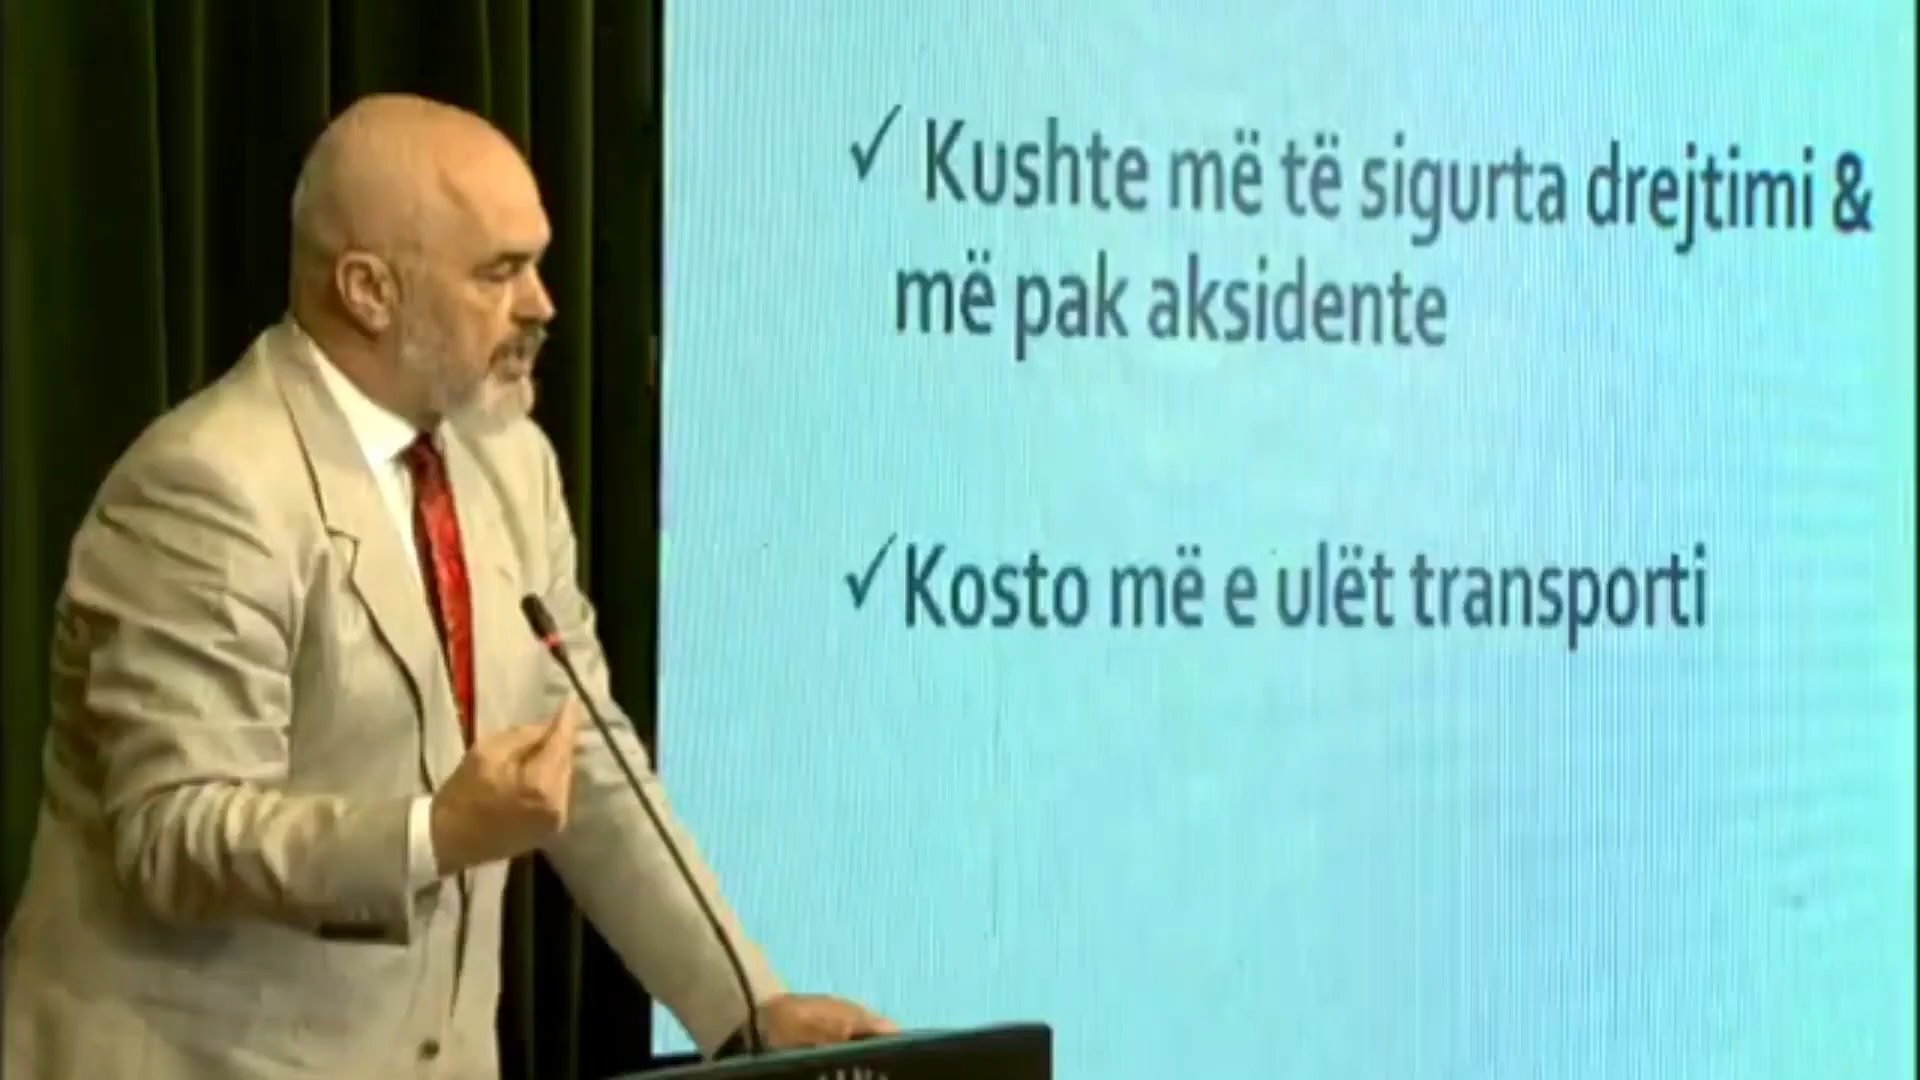 ✓ Kushte më të sigurta drejtimi &
më pak aksidente
✓Kosto më e ulët transporti